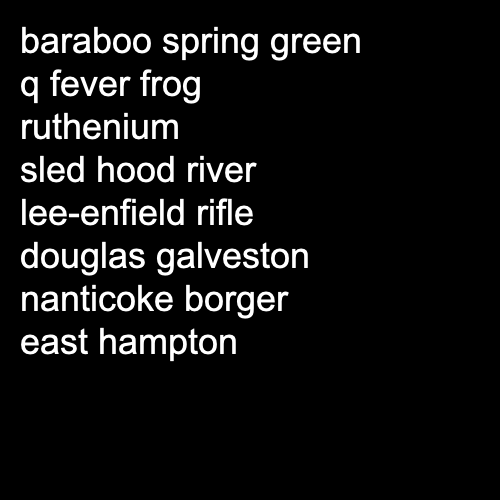 baraboo spring green
q fever frog
ruthenium
sled hood river
lee-enfield rifle
douglas galveston
nanticoke borger
east hampton